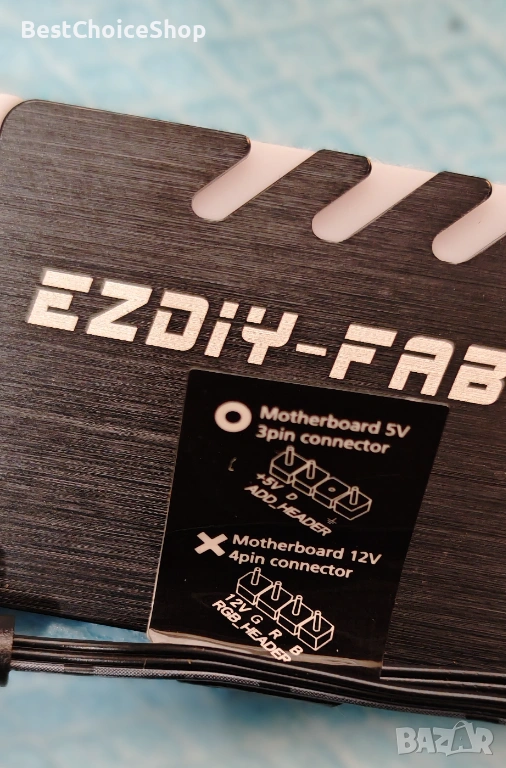 BestChoiceShop
EZDIY-FAB
Motherboard 5V
3pin connector
+5V D
ADD_HEADER
Motherboard 12V
4pin connector
12V G R B
RGB_HEADER
BAZAR